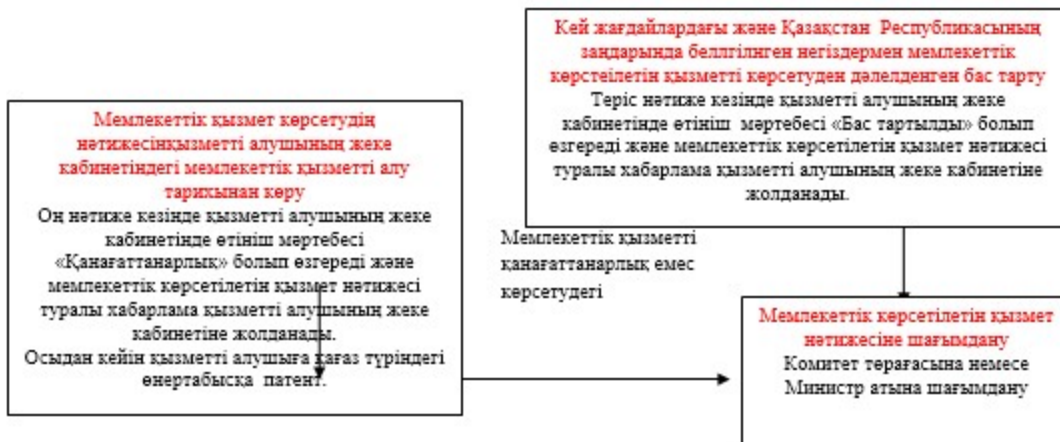 Кей жағдайлардағы және Қазақстан Республикасының
заңдарында беллгілнген негіздермен мемлекеттік
көрстеілетін қызметті көрсетуден дәлелденген бас тарту
Теріс нәтиже кезінде қызметті алушының жеке
кабинетінде өтініш мәртебесі «Бас тартылды» болып
өзгереді және мемлекеттік көрсетілетін қызмет нәтижесі
туралы хабарлама қызметті алушының жеке кабинетіне
жолданады.
Мемлекеттік қызмет көрсетудің
нәтижесінқызметті алушының жеке
кабинетіндегі мемлекеттік қызметті алу
тарихынан көру
Оң нәтиже кезінде қызметті алушының жеке
кабинетінде өтініш мәртебесі
«Қанағаттанарлық» болып өзгереді және
мемлекеттік көрсетілетін қызмет нәтижесі
туралы хабарлама қызметті алушының жеке
кабинетіне жолданады.
Осыдан кейін қызметті алушыға қағаз түріндегі
өнертабысқа патент.
Мемлекеттік қызметті
қанағаттанарлық емес
көрсетудегі
Мемлекеттік көрсетілетін қызмет
нәтижесіне шағымдану
Комитет төрағасына немесе
Министр атына шағымдану